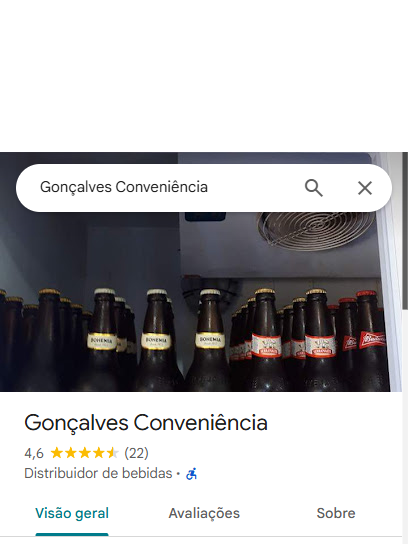 Gonçalves Conveniência
BOHEMIA
BOHEMIA
BOHEMIA
Budweiser
Gonçalves Conveniência
4,6 (22)
Distribuidor de bebidas ·
Visão geral
Avaliações
Sobre